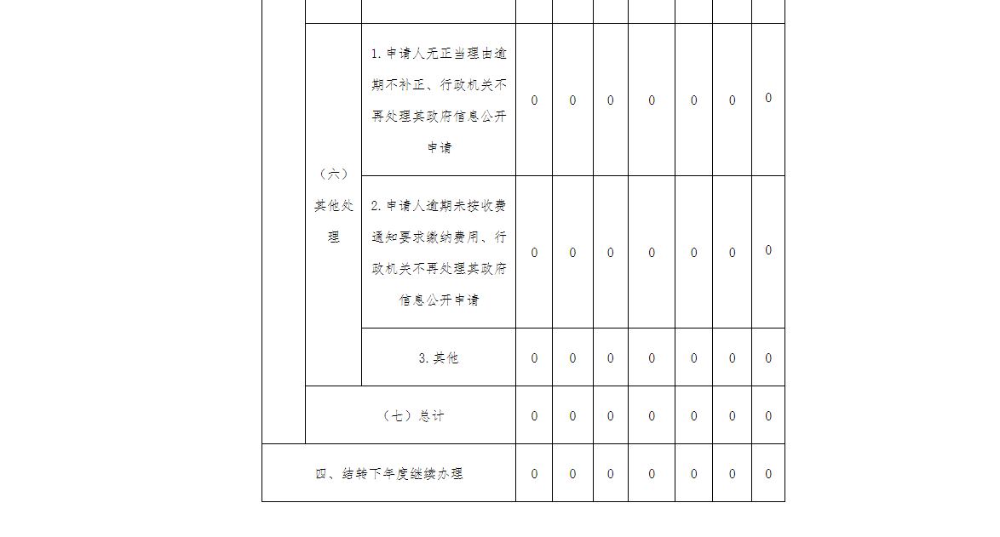 1.申请人无正当理由逾
期不补正、行政机关不
再处理其政府信息公开
申请
0 0 0 0 0 0 0
（六）
其他处
理
2.申请人逾期未按收费
通知要求缴纳费用、行
政机关不再处理其政府
信息公开申请
0 0 0 0 0 0 0
3.其他 0 0 0 0 0 0 0
（七）总计 0 0 0 0 0 0 0
四、结转下年度继续办理 0 0 0 0 0 0 0